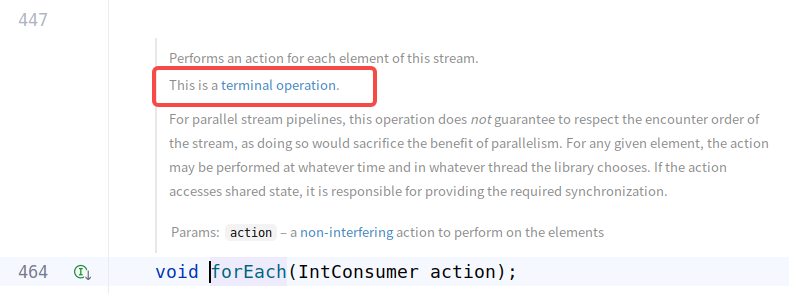 447
Performs an action for each element of this stream.
This is a terminal operation.
For parallel stream pipelines, this operation does not guarantee to respect the encounter order of
the stream, as doing so would sacrifice the benefit of parallelism. For any given element, the action
may be performed at whatever time and in whatever thread the library chooses. If the action
accesses shared state, it is responsible for providing the required synchronization.
Params: action – a non-interfering action to perform on the elements
464 void forEach(IntConsumer action);